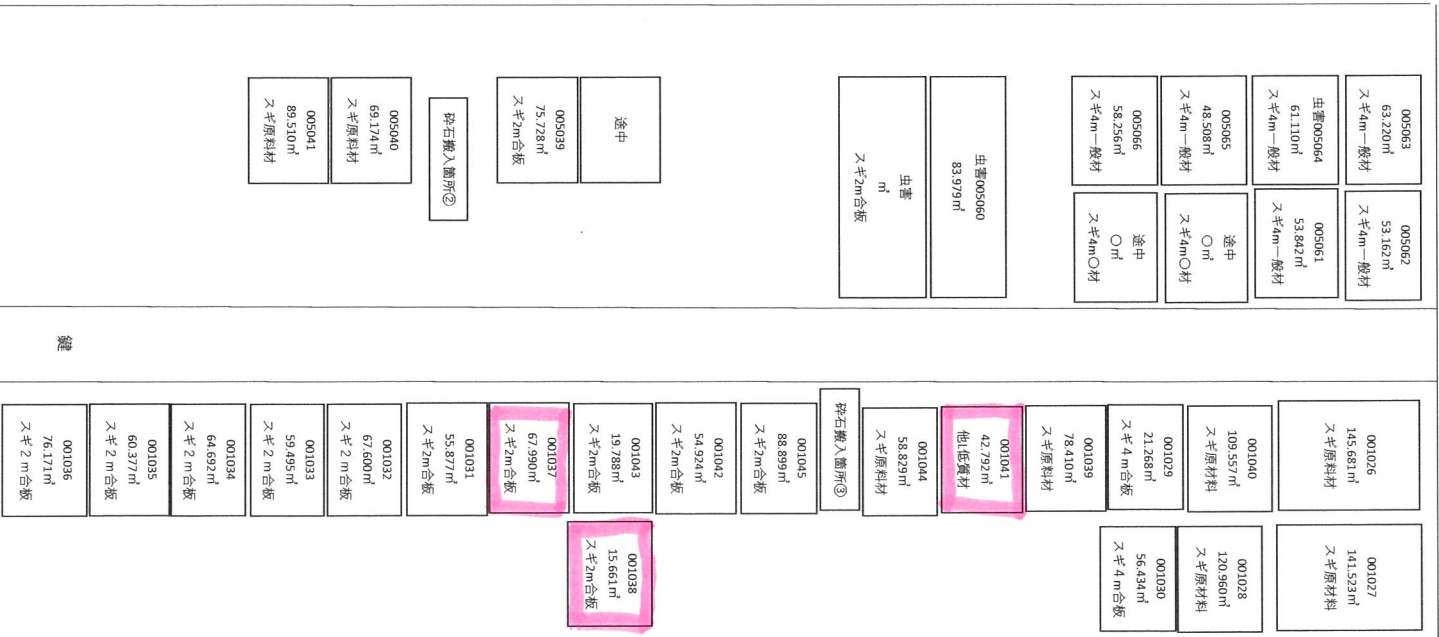 005063
63.220㎥
スギ4m一般材
005062
53.162㎥
スギ4m一般材
001026
145.681㎥
スギ原料材
001027
141.523㎥
スギ原材料
虫害005064
61.110㎥
スギ4m一般材
005061
53.842㎥
スギ4m一般材
001040
109.557㎥
スギ原材料
001028
120.960㎥
スギ原材料
005065
48.508㎥
スギ4m一般材
途中
〇㎥
スギ4m〇材
001029
21.268㎥
スギ４ｍ合板
001030
56.434㎥
スギ４ｍ合板
005066
58.256㎥
スギ4m一般材
途中
〇㎥
スギ4m〇材
001039
78.410㎥
スギ原料材
虫害005060
83.979㎥
001041
42.792㎥
他L低質材
虫害
㎥
スギ2m合板
001044
58.829㎥
スギ原料材
砕石搬入箇所③
001045
88.899㎥
スギ2m合板
途中
001042
54.924㎥
スギ2m合板
001043
19.788㎥
スギ2m合板
001038
15.661㎥
スギ2m合板
005039
75.728㎥
スギ2m合板
001037
67.990㎥
スギ2m合板
砕石搬入箇所②
001031
55.877㎥
スギ2m合板
005040
69.174㎥
スギ原料材
001032
67.600㎥
スギ２ｍ合板
005041
89.510㎥
スギ原料材
001033
59.495㎥
スギ２ｍ合板
001034
64.692㎥
スギ２ｍ合板
001035
60.377㎥
スギ２ｍ合板
鍵
001036
76.171㎥
スギ２ｍ合板